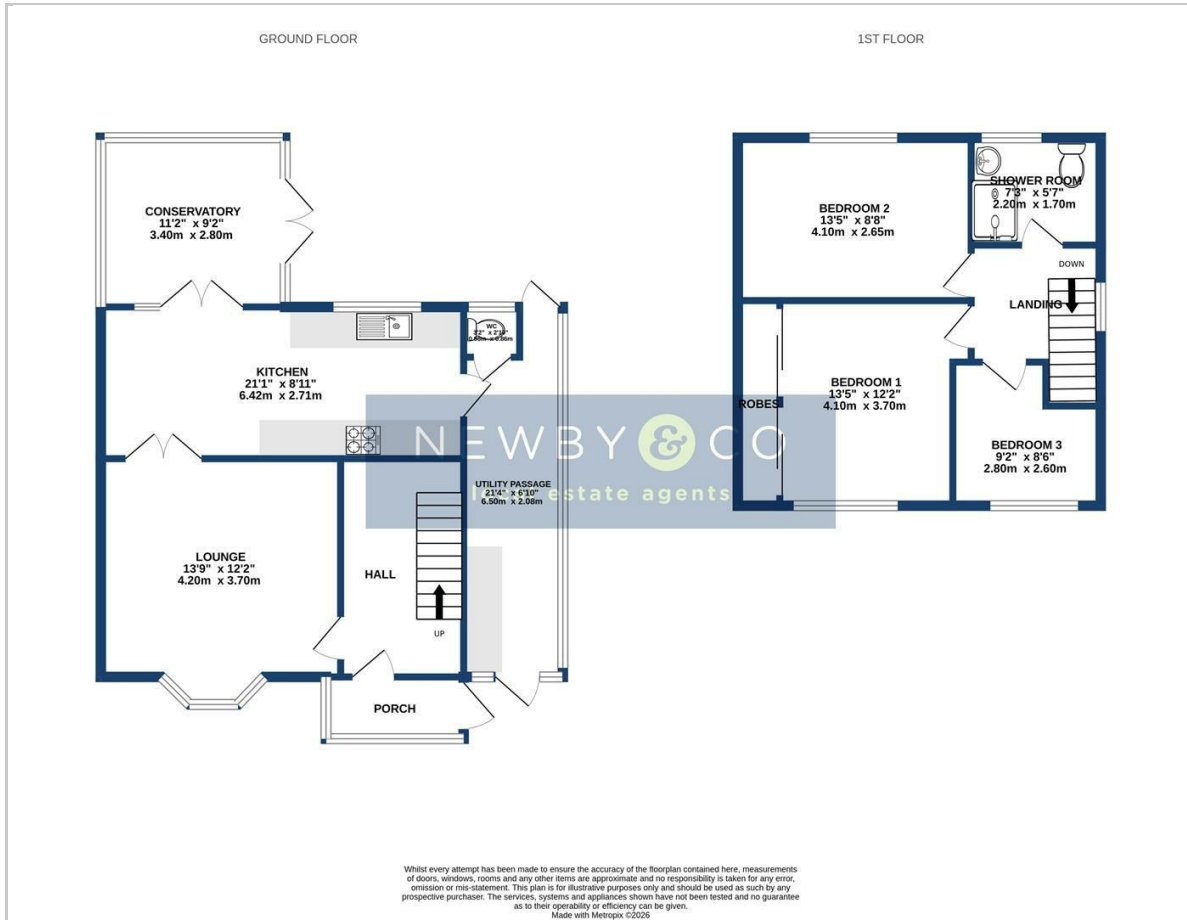 GROUND FLOOR
1ST FLOOR
CONSERVATORY
11'2" x 9'2"
3.40m x 2.80m
KITCHEN
21'1" x 8'11"
6.42m x 2.71m
WC
UTILITY PASSAGE
21'4" x 6'10"
6.50m x 2.08m
LOUNGE
13'9" x 12'2"
4.20m x 3.70m
HALL
UP
PORCH
BEDROOM 2
13'5" x 8'8"
4.10m x 2.65m
SHOWER ROOM
7'3" x 5'7"
2.20m x 1.70m
DOWN
LANDING
BEDROOM 1
13'5" x 12'2"
4.10m x 3.70m
ROBES
BEDROOM 3
9'2" x 8'6"
2.80m x 2.60m
NEWBY & CO
estate agents
Whilst every attempt has been made to ensure the accuracy of the floorplan contained here, measurements
of doors, windows, rooms and any other items are approximate and no responsibility is taken for any error,
omission or mis-statement. This plan is for illustrative purposes only and should be used as such by any
prospective purchaser. The services, systems and appliances shown have not been tested and no guarantee
as to their operability or efficiency can be given.
Made with Metropix ©2026